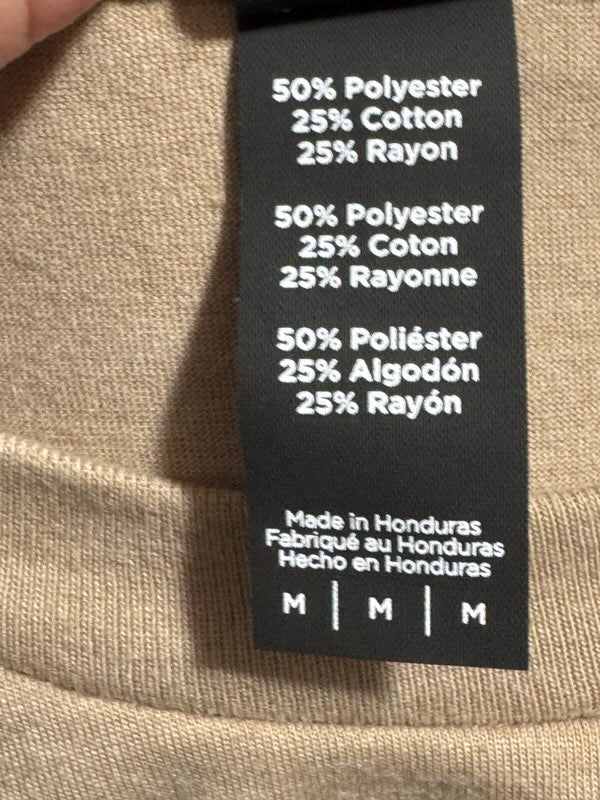 50% Polyester
25% Cotton
25% Rayon
50% Polyester
25% Coton
25% Rayonne
50% Poliéster
25% Algodón
25% Rayón
Made in Honduras
Fabriqué au Honduras
Hecho en Honduras
M | M | M